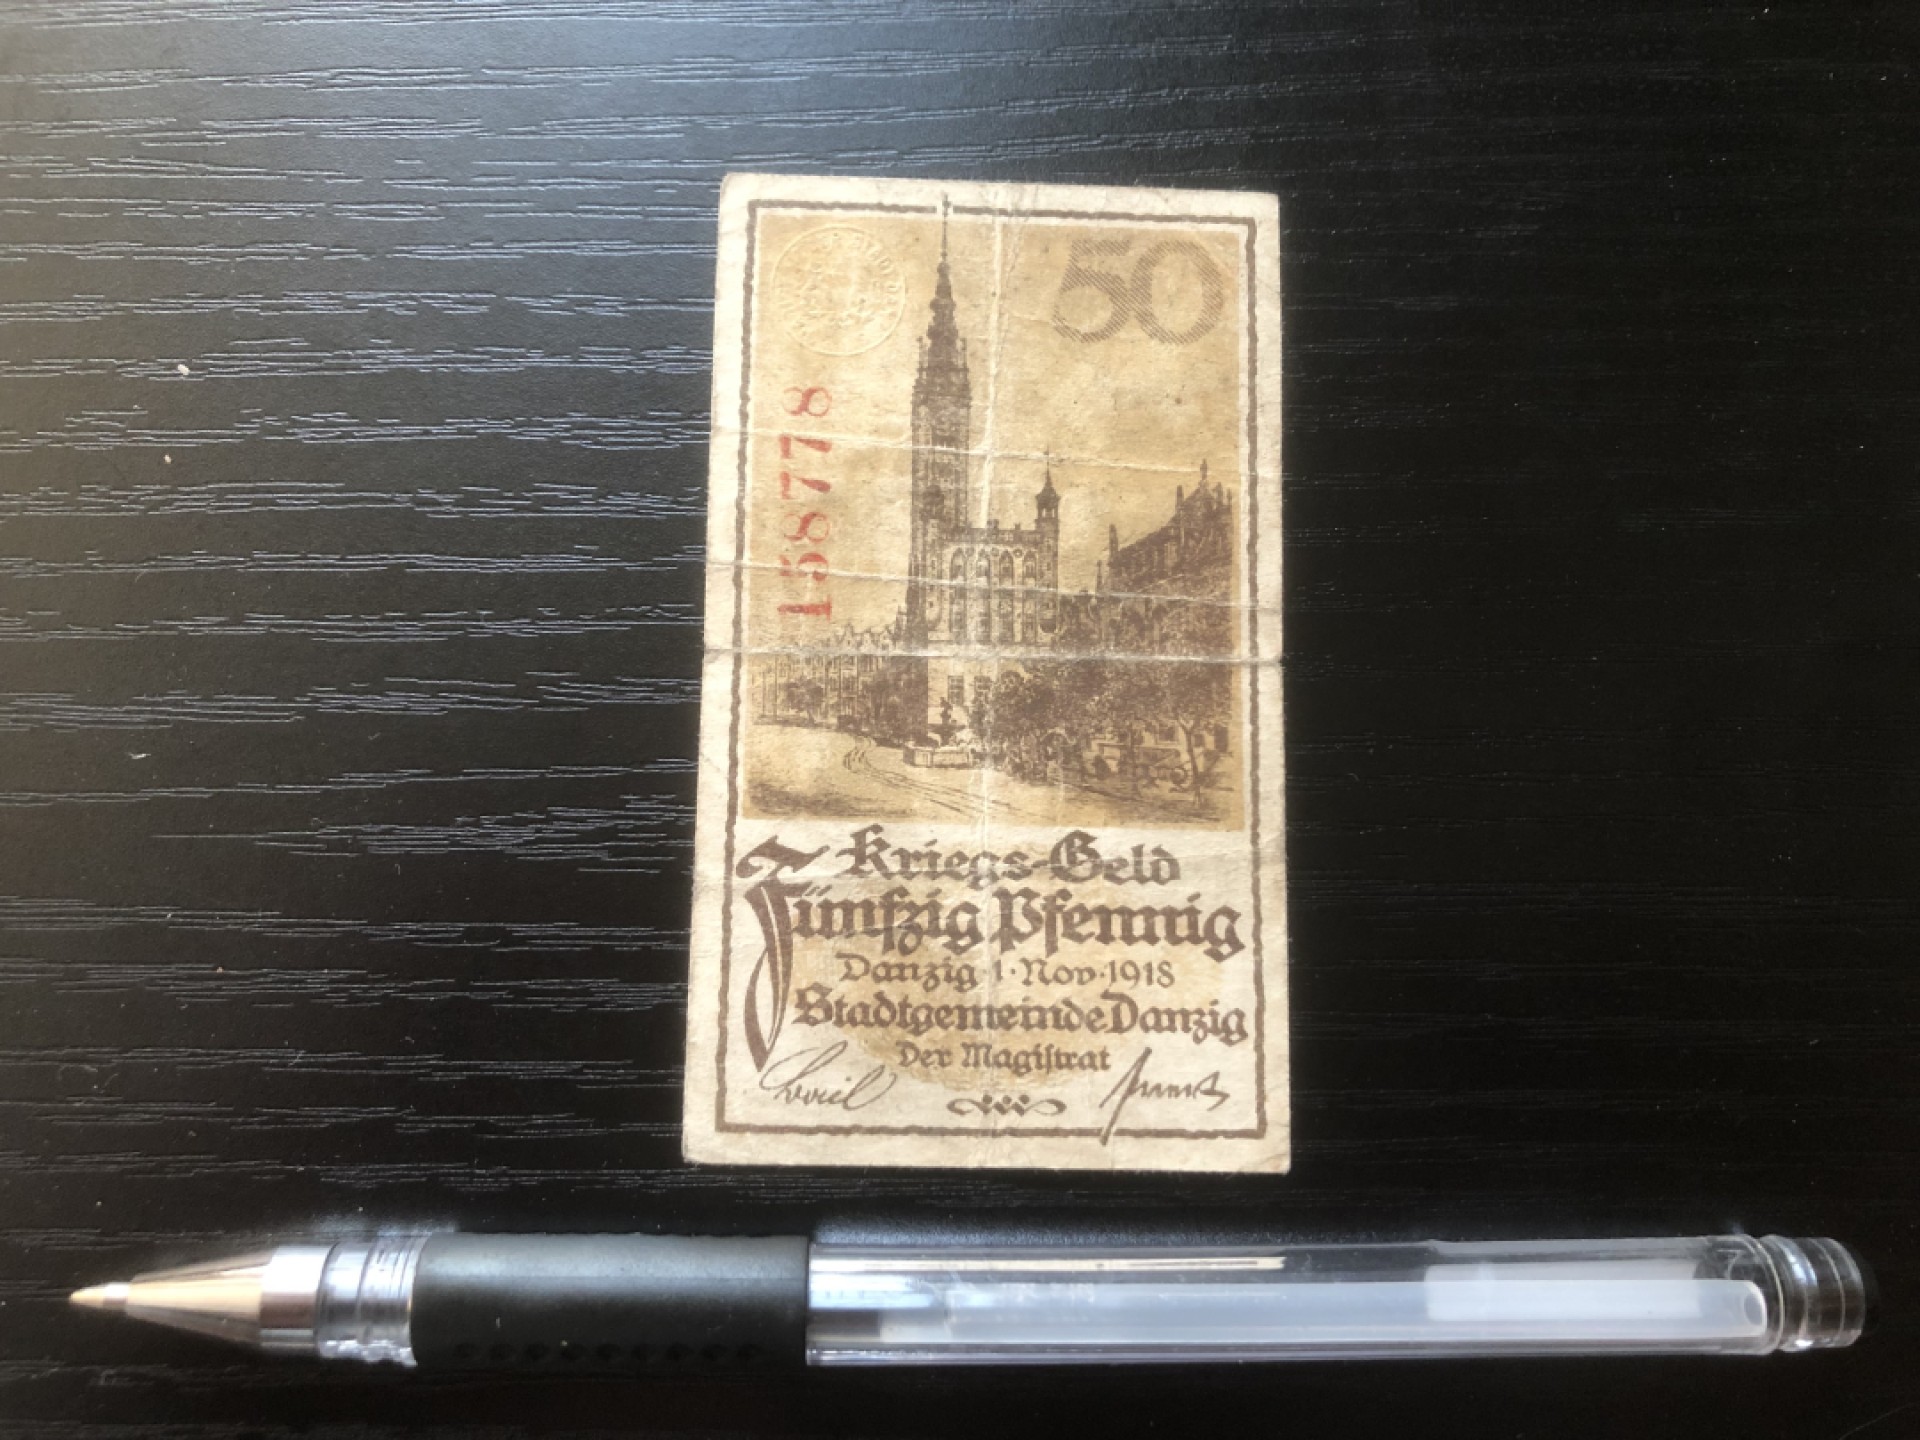 50
158778
Kriegs-Geld
Fünfzig Pfennig
Danzig 1. Nov. 1918
Stadtgemeinde Danzig
Der Magistrat